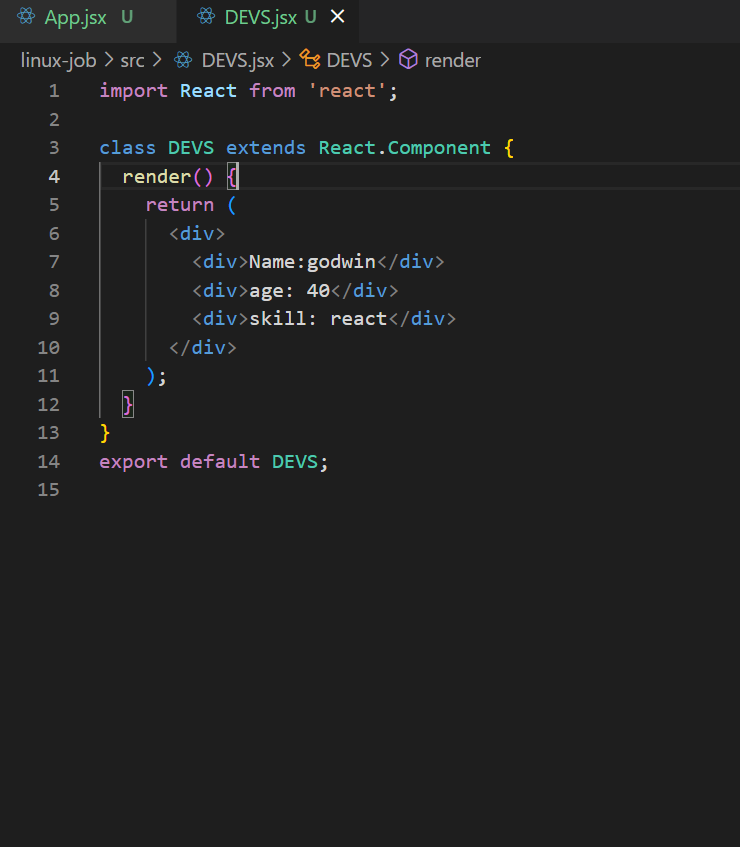 App.jsx U DEVS.jsx U
linux-job > src > DEVS.jsx > DEVS > render
1 import React from 'react';
2
3 class DEVS extends React.Component {
4   render() {
5     return (
6       <div>
7         <div>Name:godwin</div>
8         <div>age: 40</div>
9         <div>skill: react</div>
10       </div>
11     );
12   }
13 }
14 export default DEVS;
15